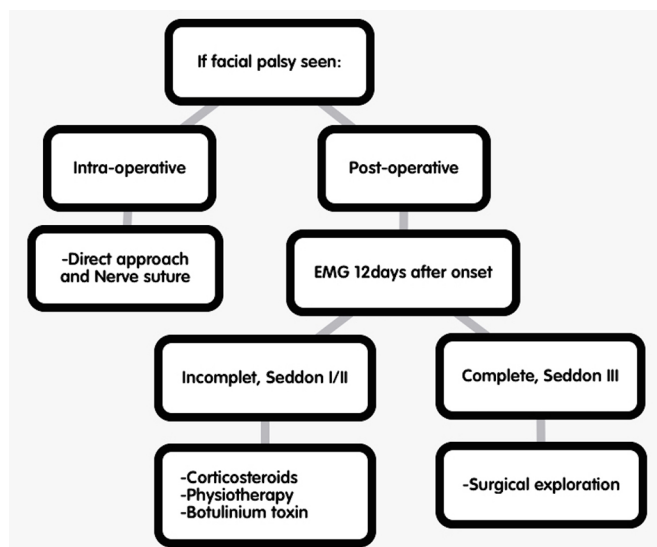 If facial palsy seen:
Intra-operative
Post-operative
-Direct approach
and Nerve suture
EMG 12days after onset
Incomplet, Seddon I/II
Complete, Seddon III
-Corticosteroids
-Physiotherapy
-Botulinium toxin
-Surgical exploration